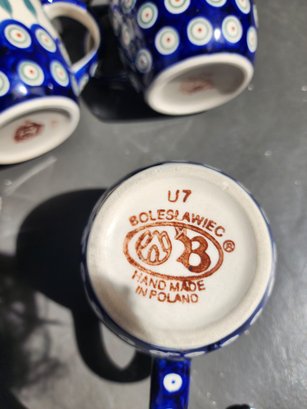 U7
BOLESŁAWIEC
B®
HAND MADE
IN POLAND